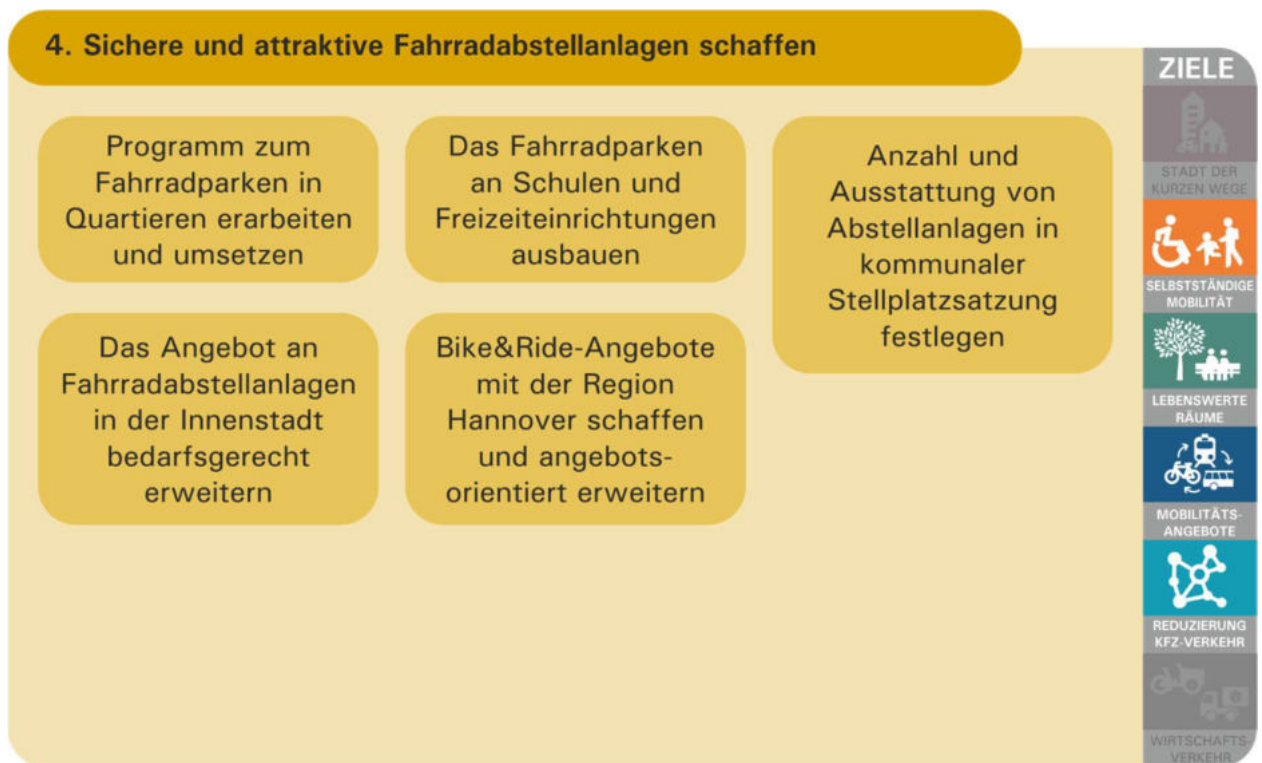 4. Sichere und attraktive Fahrradabstellanlagen schaffen
Programm zum
Fahrradparken in
Quartieren erarbeiten
und umsetzen
Das Fahrradparken
an Schulen und
Freizeiteinrichtungen
ausbauen
Anzahl und
Ausstattung von
Abstellanlagen in
kommunaler
Stellplatzsatzung
festlegen
Das Angebot an
Fahrradabstellanlagen
in der Innenstadt
bedarfsgerecht
erweitern
Bike&Ride-Angebote
mit der Region
Hannover schaffen
und angebots-
orientiert erweitern
ZIELE
STADT DER
KURZEN WEGE
SELBSTSTÄNDIGE
MOBILITÄT
LEBENSWERTE
RÄUME
MOBILITÄTS-
ANGEBOTE
REDUZIERUNG
KFZ-VERKEHR
WIRTSCHAFTS-
VERKEHR